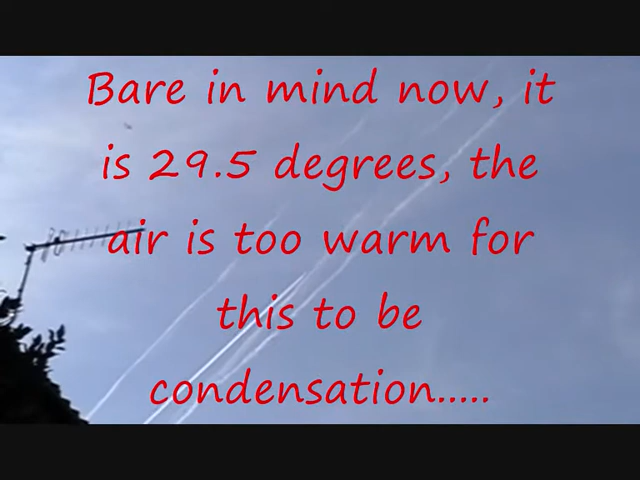 Bare in mind now, it
is 29.5 degrees, the
air is too warm for
this to be
condensation.....